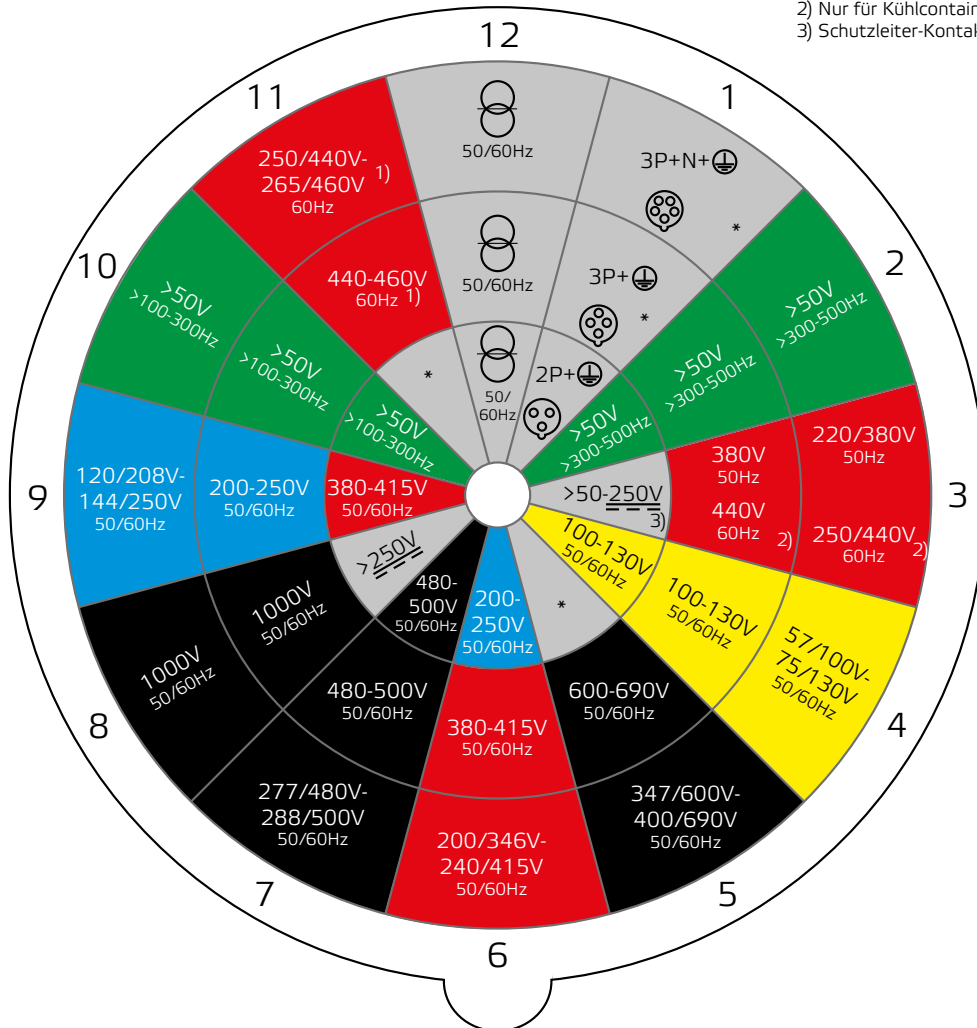 2) Nur für Kühlcontain
3) Schutzleiter-Kontak
12
50/60Hz
50/60Hz
50/
60Hz
1
3P+N+
*
3P+
*
2P+
2
>50V
>300-500Hz
>50V
>300-500Hz
>50V
>300-500Hz
3
220/380V
50Hz
250/440V 2)
60Hz
380V
50Hz
440V
60Hz 2)
>50-250V
3)
4
57/100V-
75/130V
50/60Hz
100-130V
50/60Hz
100-130V
50/60Hz
5
347/600V-
400/690V
50/60Hz
600-690V
50/60Hz
*
6
200/346V-
240/415V
50/60Hz
380-415V
50/60Hz
200-
250V
50/60Hz
7
277/480V-
288/500V
50/60Hz
480-500V
50/60Hz
480-
500V
50/60Hz
8
1000V
50/60Hz
1000V
50/60Hz
>250V
9
120/208V-
144/250V
50/60Hz
200-250V
50/60Hz
380-415V
50/60Hz
10
>50V
>100-300Hz
>50V
>100-300Hz
>50V
>100-300Hz
11
250/440V-
265/460V 1)
60Hz
440-460V
60Hz 1)
*